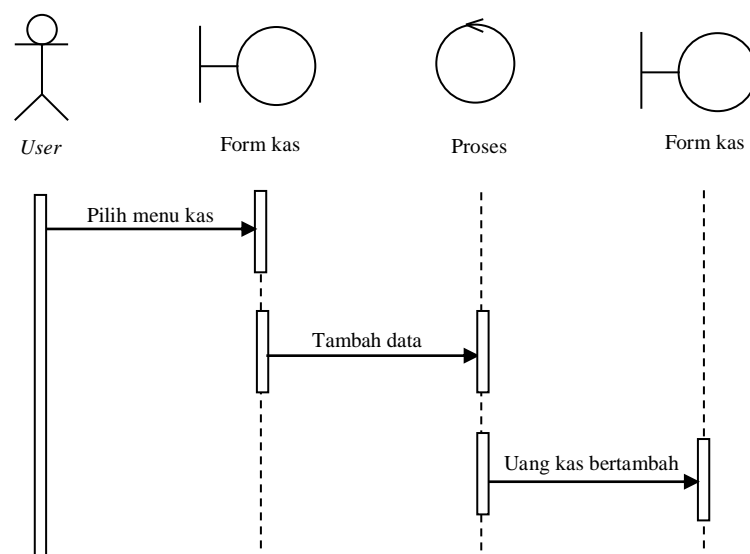 User
Form kas
Proses
Form kas
Pilih menu kas
Tambah data
Uang kas bertambah